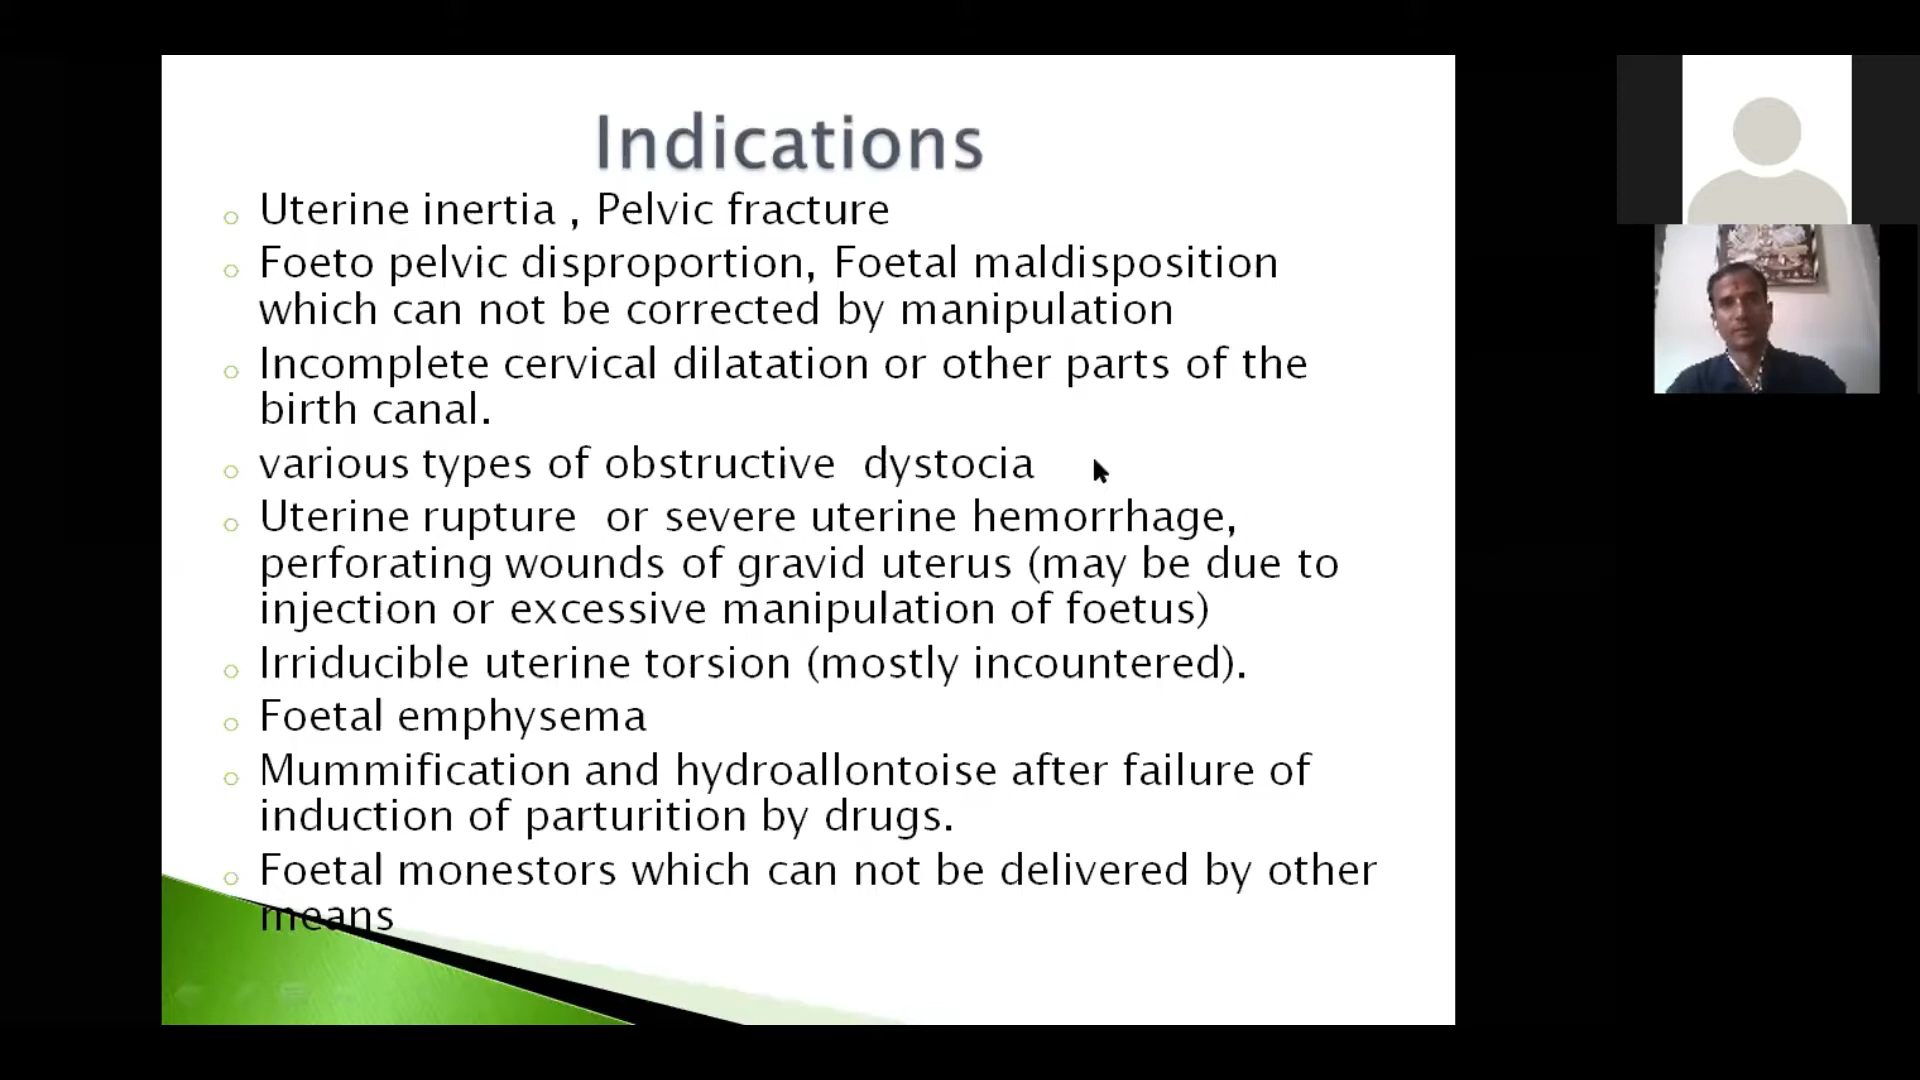 Indications
Uterine inertia , Pelvic fracture
Foeto pelvic disproportion, Foetal maldisposition
which can not be corrected by manipulation
Incomplete cervical dilatation or other parts of the
birth canal.
various types of obstructive dystocia
Uterine rupture or severe uterine hemorrhage,
perforating wounds of gravid uterus (may be due to
injection or excessive manipulation of foetus)
Irriducible uterine torsion (mostly incountered).
Foetal emphysema
Mummification and hydroallontoise after failure of
induction of parturition by drugs.
Foetal monestors which can not be delivered by other
means